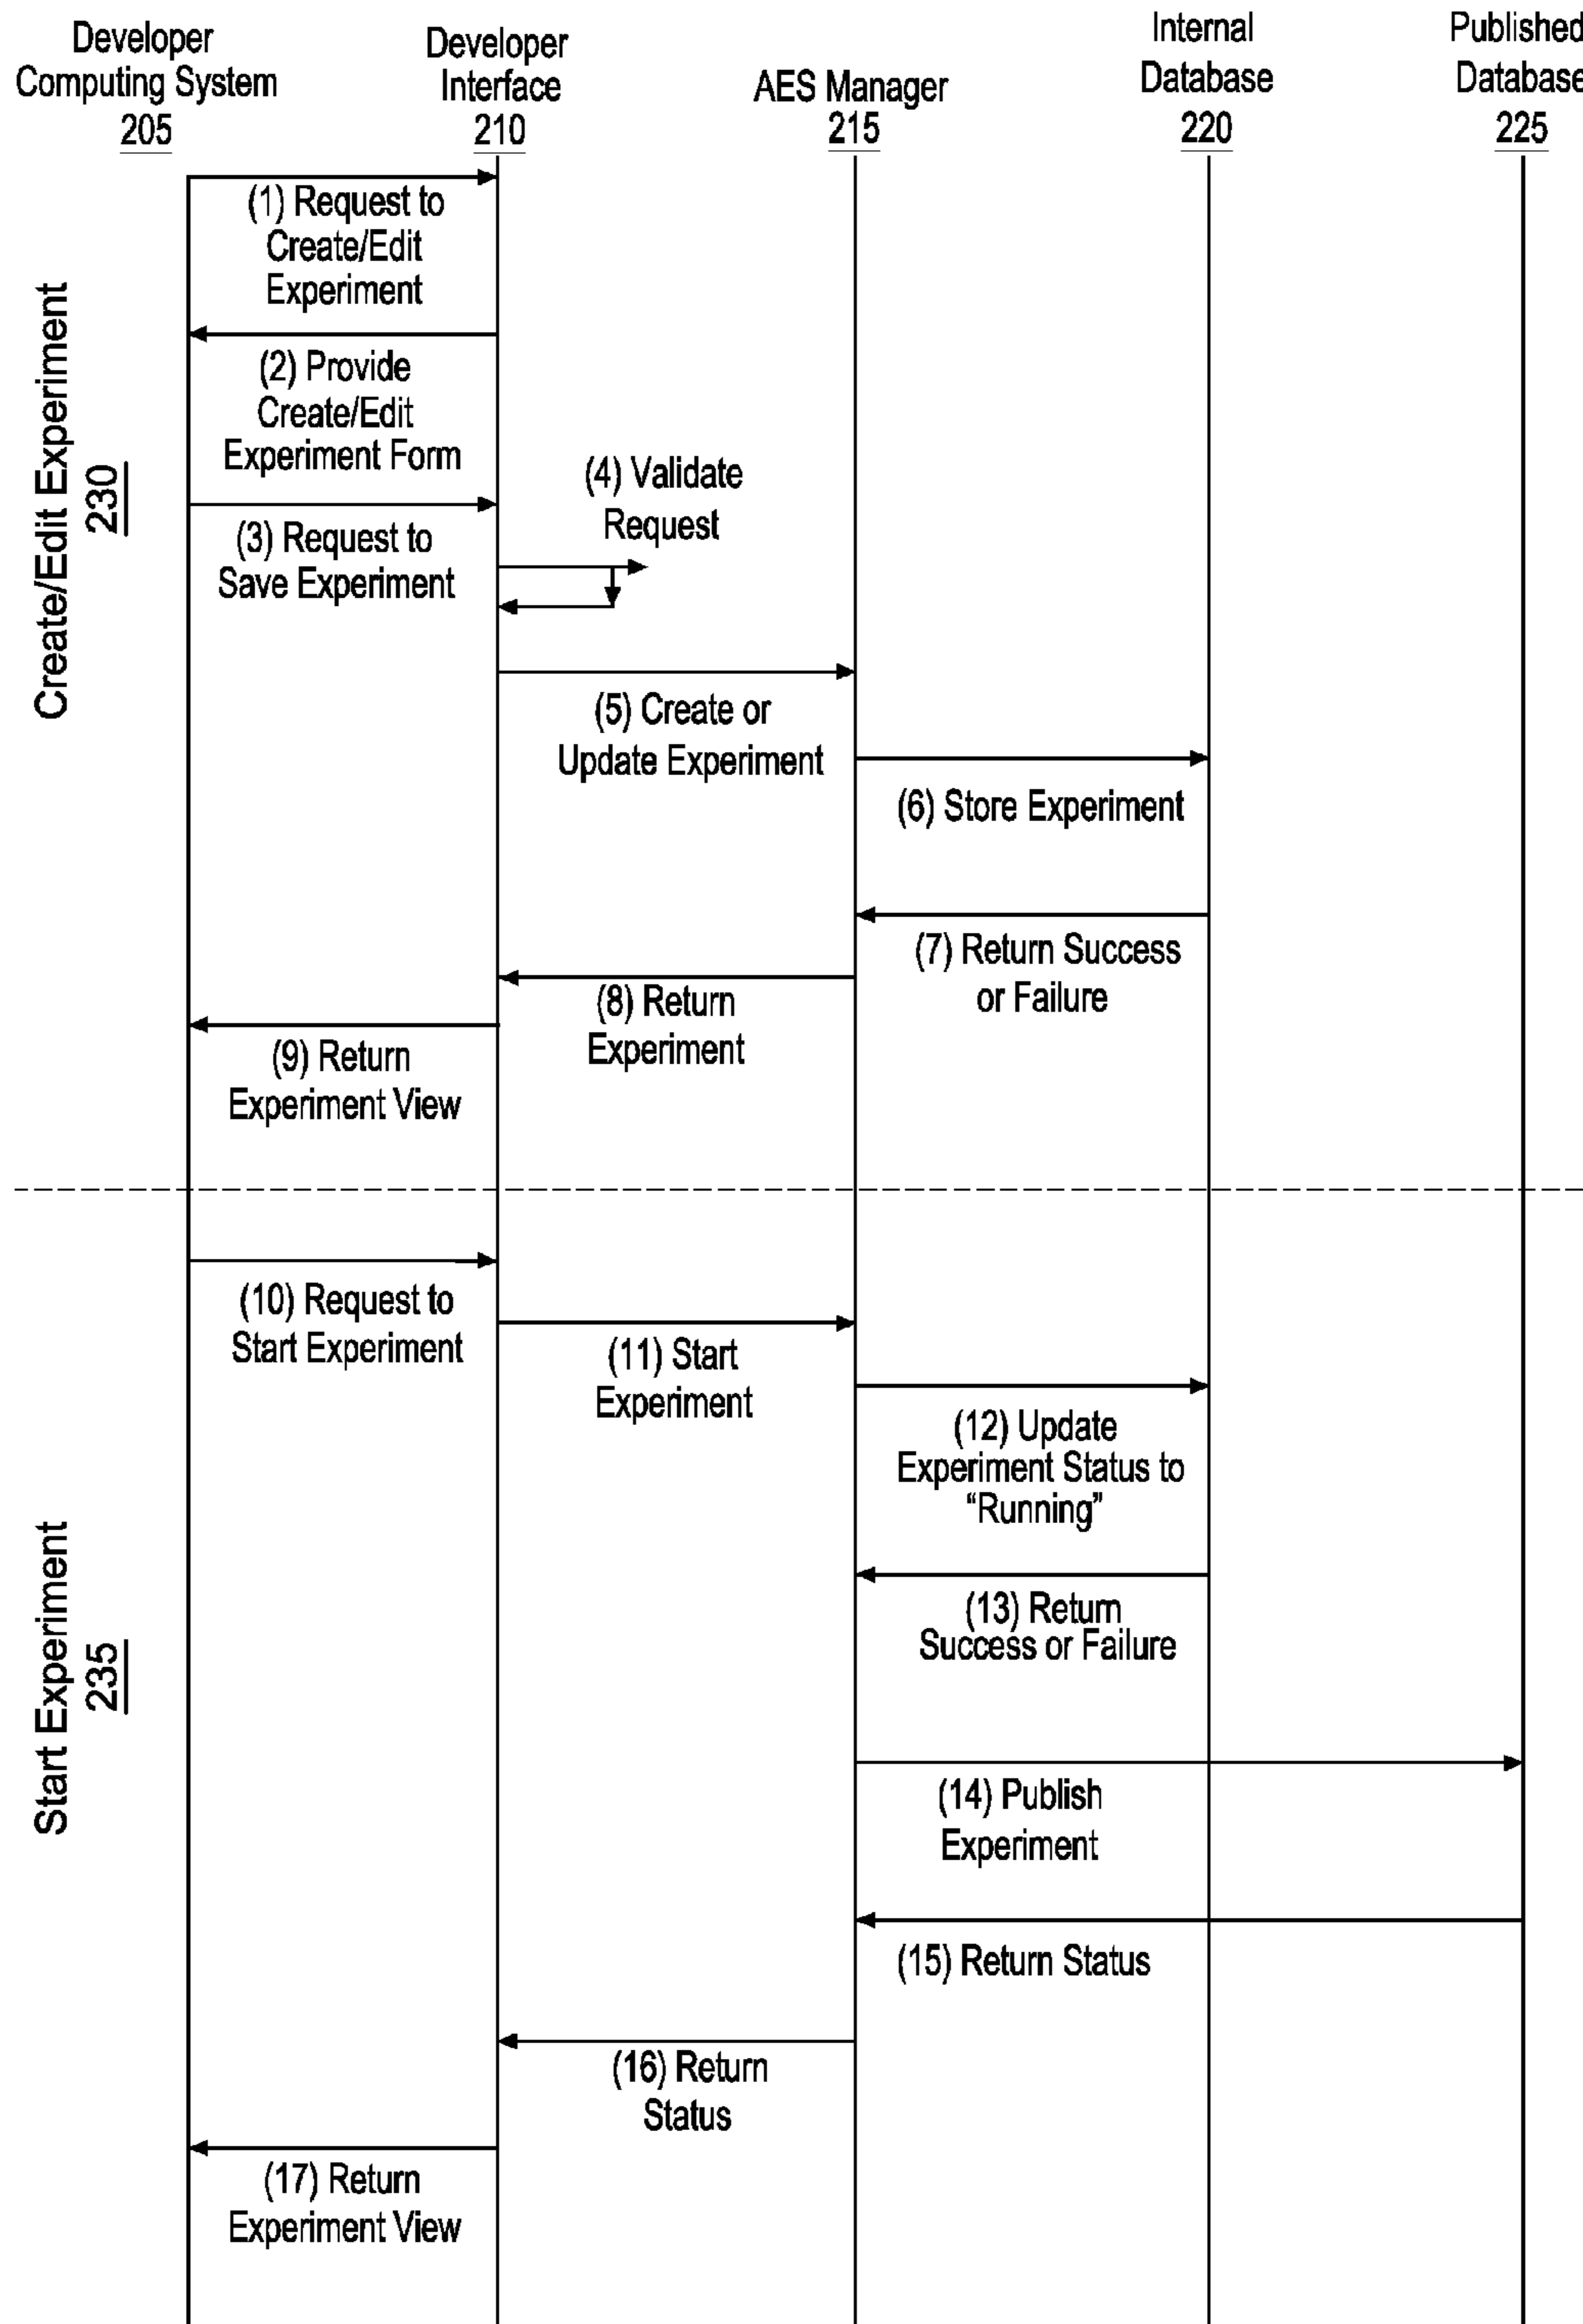 Developer
Computing System
205
Developer
Interface
210
AES Manager
215
Internal
Database
220
Published
Database
225
Create/Edit Experiment
230
(1) Request to
Create/Edit
Experiment
(2) Provide
Create/Edit
Experiment Form
(3) Request to
Save Experiment
(4) Validate
Request
(5) Create or
Update Experiment
(6) Store Experiment
(7) Return Success
or Failure
(8) Return
Experiment
(9) Return
Experiment View
Start Experiment
235
(10) Request to
Start Experiment
(11) Start
Experiment
(12) Update
Experiment Status to
“Running”
(13) Return
Success or Failure
(14) Publish
Experiment
(15) Return Status
(16) Return
Status
(17) Return
Experiment View